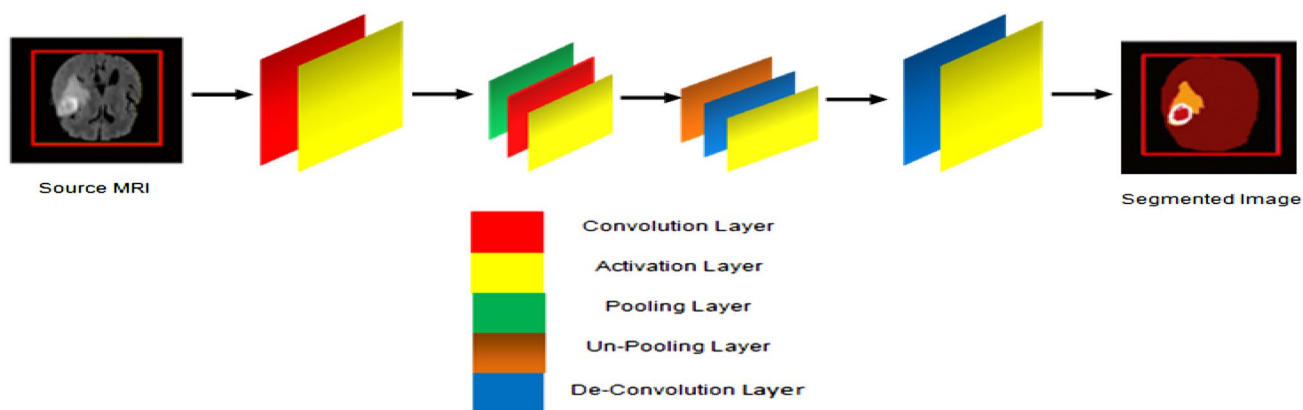 Source MRI
Segmented Image
Convolution Layer
Activation Layer
Pooling Layer
Un-Pooling Layer
De-Convolution Layer